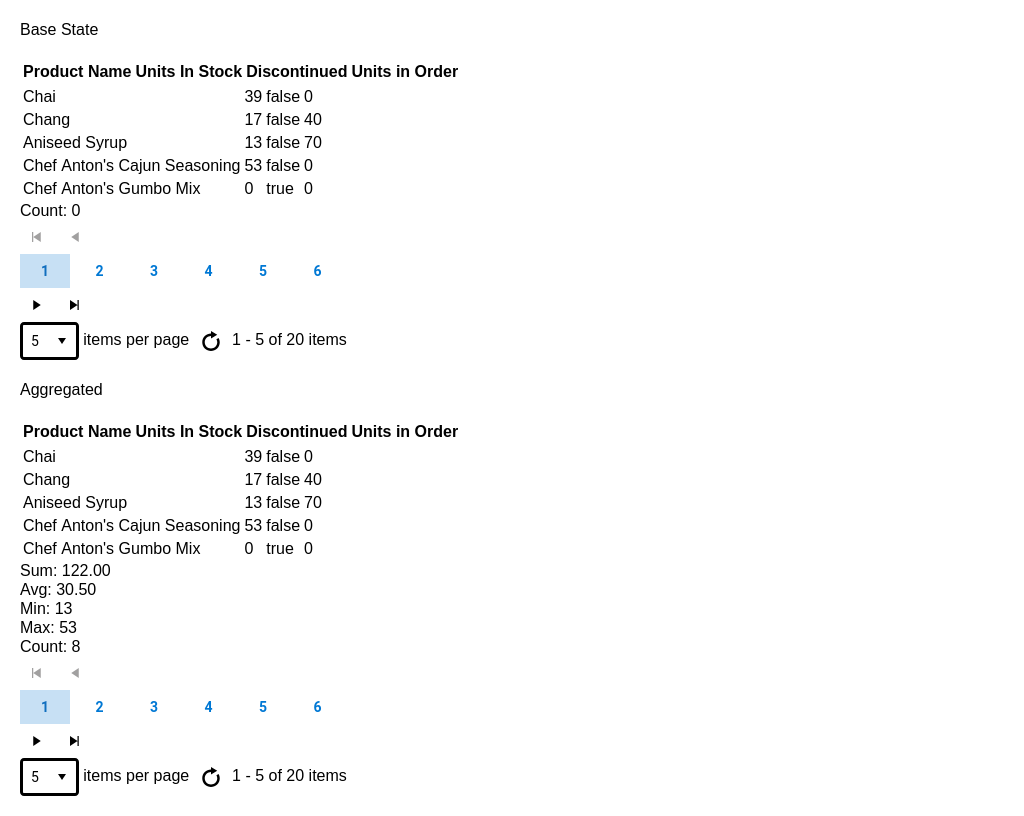 Base State
Product Name Units In Stock Discontinued Units in Order
Chai 39 false 0
Chang 17 false 40
Aniseed Syrup 13 false 70
Chef Anton's Cajun Seasoning 53 false 0
Chef Anton's Gumbo Mix 0 true 0
Count: 0
1 2 3 4 5 6
5 items per page 1 - 5 of 20 items
Aggregated
Product Name Units In Stock Discontinued Units in Order
Chai 39 false 0
Chang 17 false 40
Aniseed Syrup 13 false 70
Chef Anton's Cajun Seasoning 53 false 0
Chef Anton's Gumbo Mix 0 true 0
Sum: 122.00
Avg: 30.50
Min: 13
Max: 53
Count: 8
1 2 3 4 5 6
5 items per page 1 - 5 of 20 items